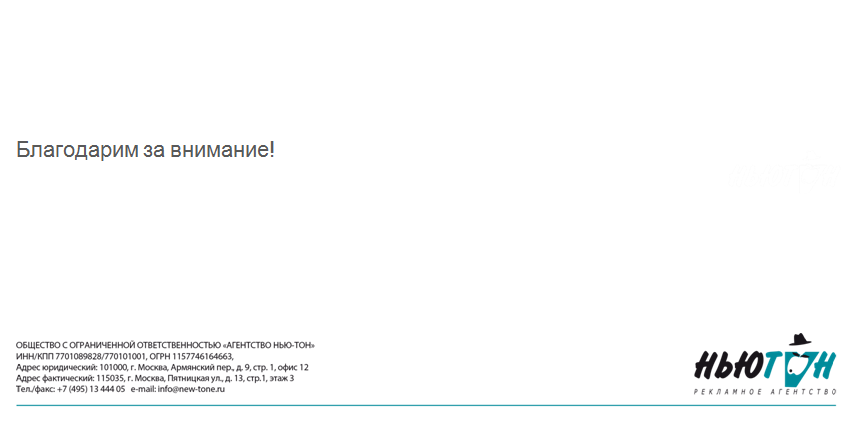 Благодарим за внимание!
ОБЩЕСТВО С ОГРАНИЧЕННОЙ ОТВЕТСТВЕННОСТЬЮ «АГЕНТСТВО НЬЮ-ТОН»
ИНН/КПП 7701089828/770101001, ОГРН 1157746164663,
Адрес юридический: 101000, г. Москва, Армянский пер., д. 9, стр. 1, офис 12
Адрес фактический: 115035, г. Москва, Пятницкая ул., д. 13, стр.1, этаж 3
Тел./факс: +7 (495) 13 444 05 e-mail: info@new-tone.ru
НЬЮТОН
РЕКЛАМНОЕ АГЕНТСТВО